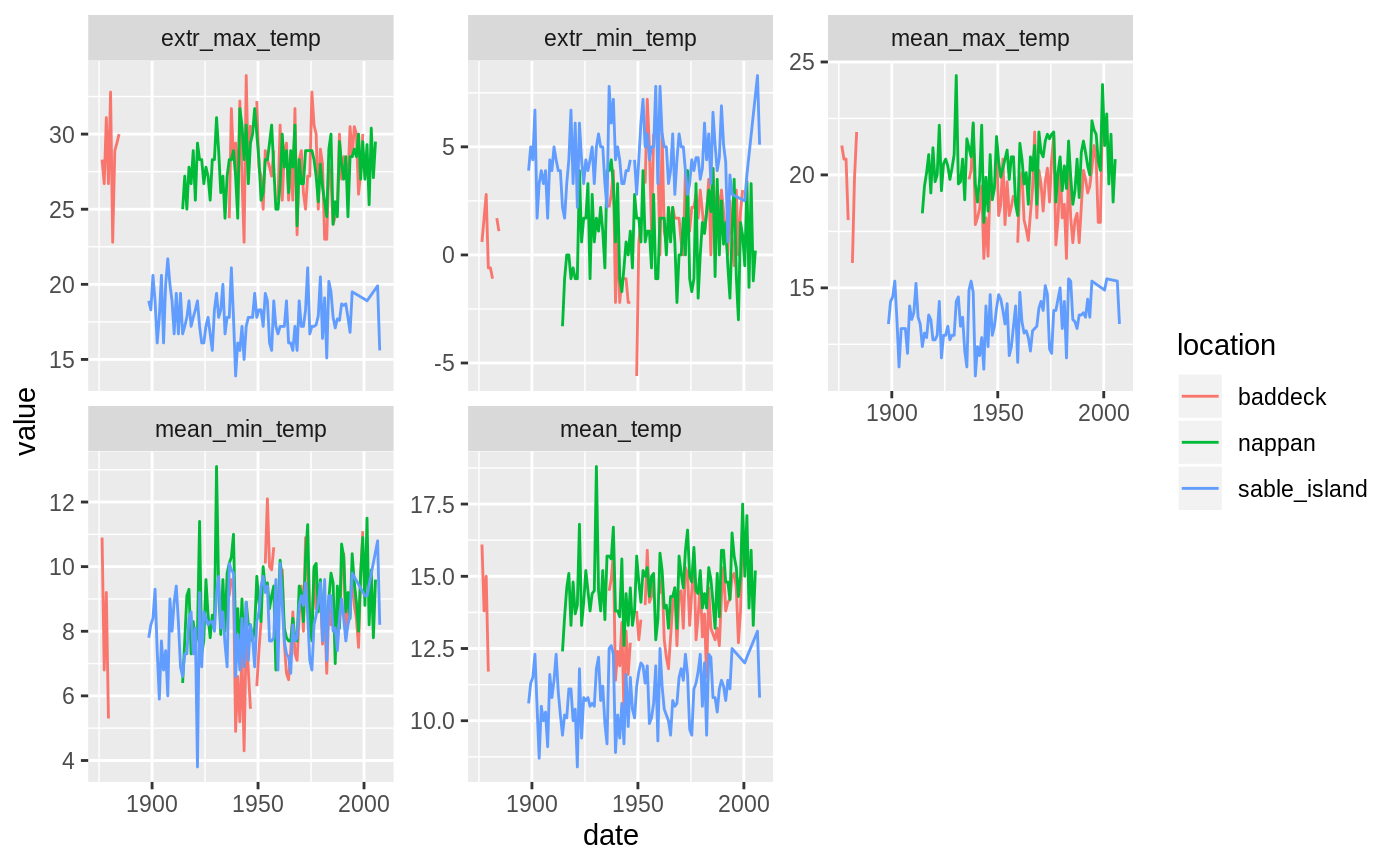 extr_max_temp
extr_min_temp
mean_max_temp
30
25
20
15
5
0
-5
25
20
15
1900
1950
2000
value
mean_min_temp
mean_temp
12
10
8
6
4
17.5
15.0
12.5
10.0
1900
1950
2000
1900
1950
2000
date
location
baddeck
nappan
sable_island